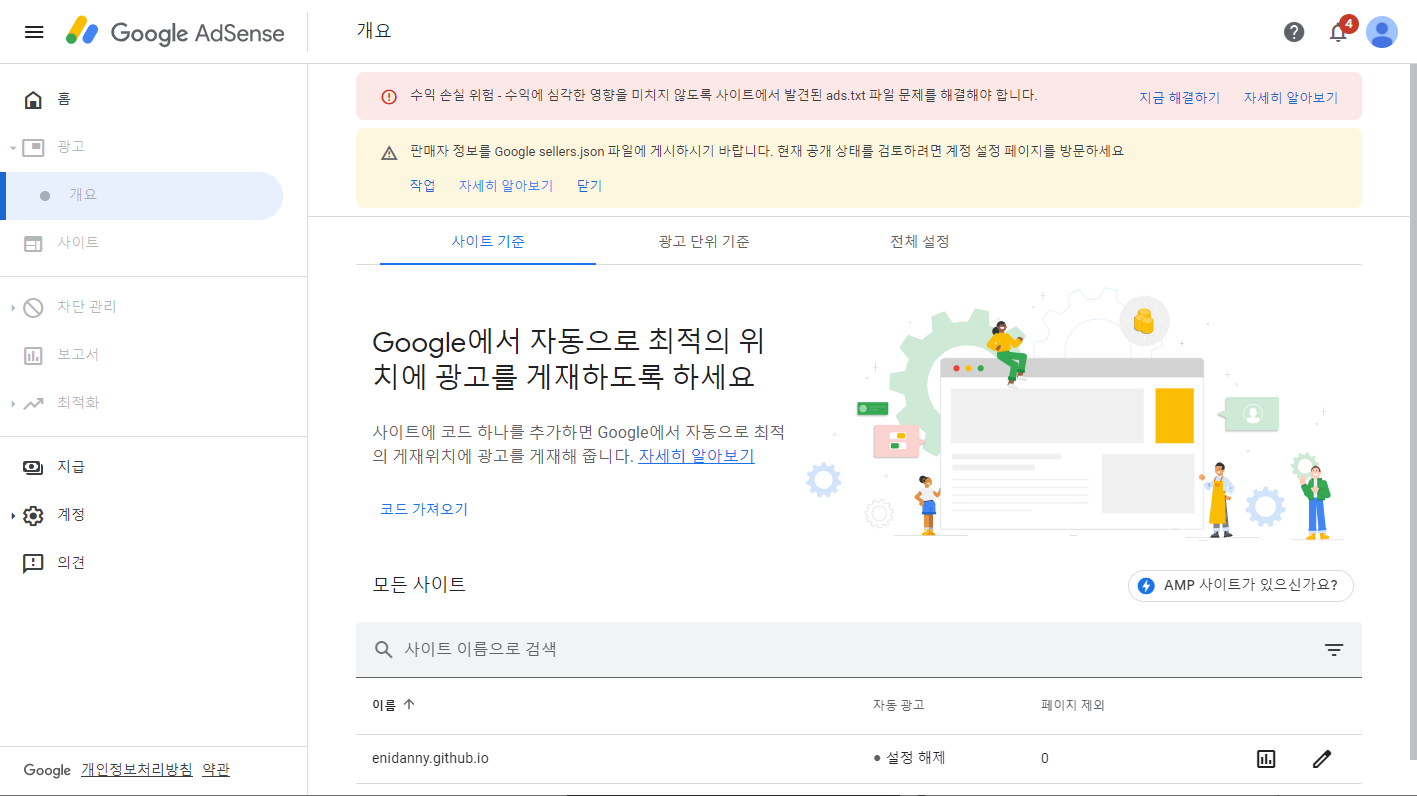 Google AdSense
개요
4
홈
광고
개요
사이트
차단 관리
보고서
최적화
지급
계정
의견
Google 개인정보처리방침 약관
수익 손실 위험 - 수익에 심각한 영향을 미치지 않도록 사이트에서 발견된 ads.txt 파일 문제를 해결해야 합니다.
지금 해결하기 자세히 알아보기
판매자 정보를 Google sellers.json 파일에 게시하시기 바랍니다. 현재 공개 상태를 검토하려면 계정 설정 페이지를 방문하세요
작업 자세히 알아보기 닫기
사이트 기준 광고 단위 기준 전체 설정
Google에서 자동으로 최적의 위
치에 광고를 게재하도록 하세요
사이트에 코드 하나를 추가하면 Google에서 자동으로 최적
의 게재위치에 광고를 게재해 줍니다. 자세히 알아보기
코드 가져오기
모든 사이트
AMP 사이트가 있으신가요?
사이트 이름으로 검색
이름 자동 광고 페이지 제외
enidanny.github.io 설정 해제 0